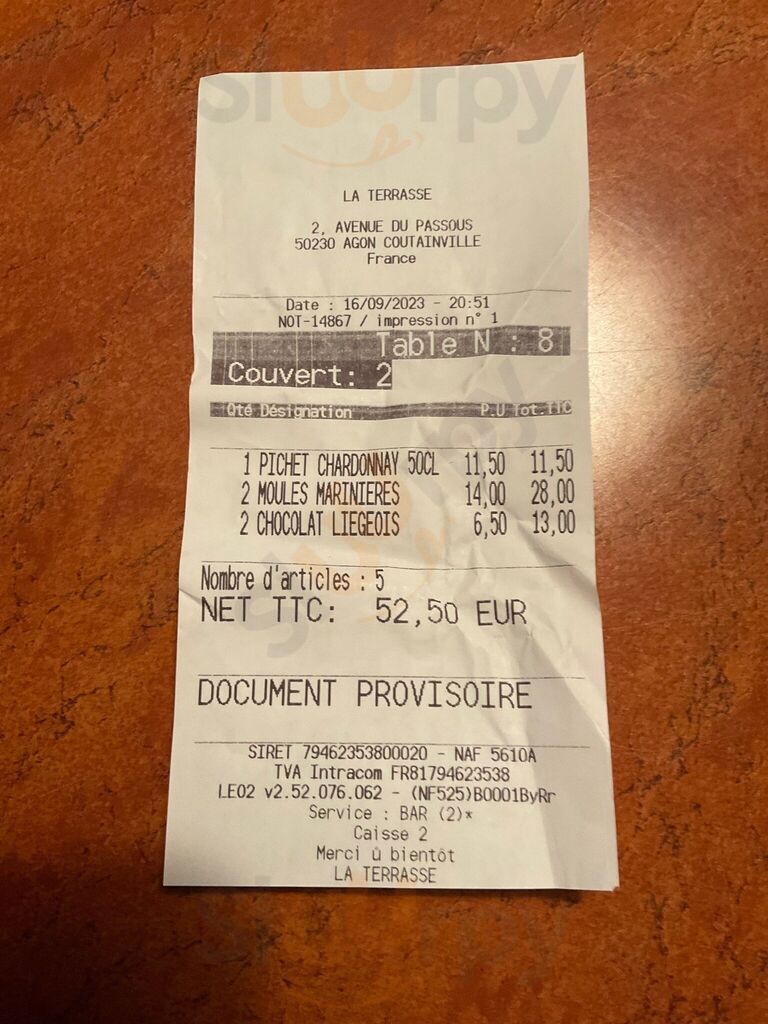 Sluurpy
LA TERRASSE
2, AVENUE DU PASSOUS
50230 AGON COUTAINVILLE
France
Date : 16/09/2023 - 20:51
NOT-14867 / impression n° 1
Table N : 8
Couvert: 2
Qté Désignation P.U Tot.TTC
1 PICHET CHARDONNAY 50CL 11,50 11,50
2 MOULES MARINIERES 14,00 28,00
2 CHOCOLAT LIEGEOIS 6,50 13,00
Nombre d'articles : 5
NET TTC: 52,50 EUR
DOCUMENT PROVISOIRE
SIRET 79462353800020 - NAF 5610A
TVA Intracom FR81794623538
LEO2 v2.52.076.062 - (NF525)B0001ByRr
Service : BAR (2)*
Caisse 2
Merci û bientôt
LA TERRASSE